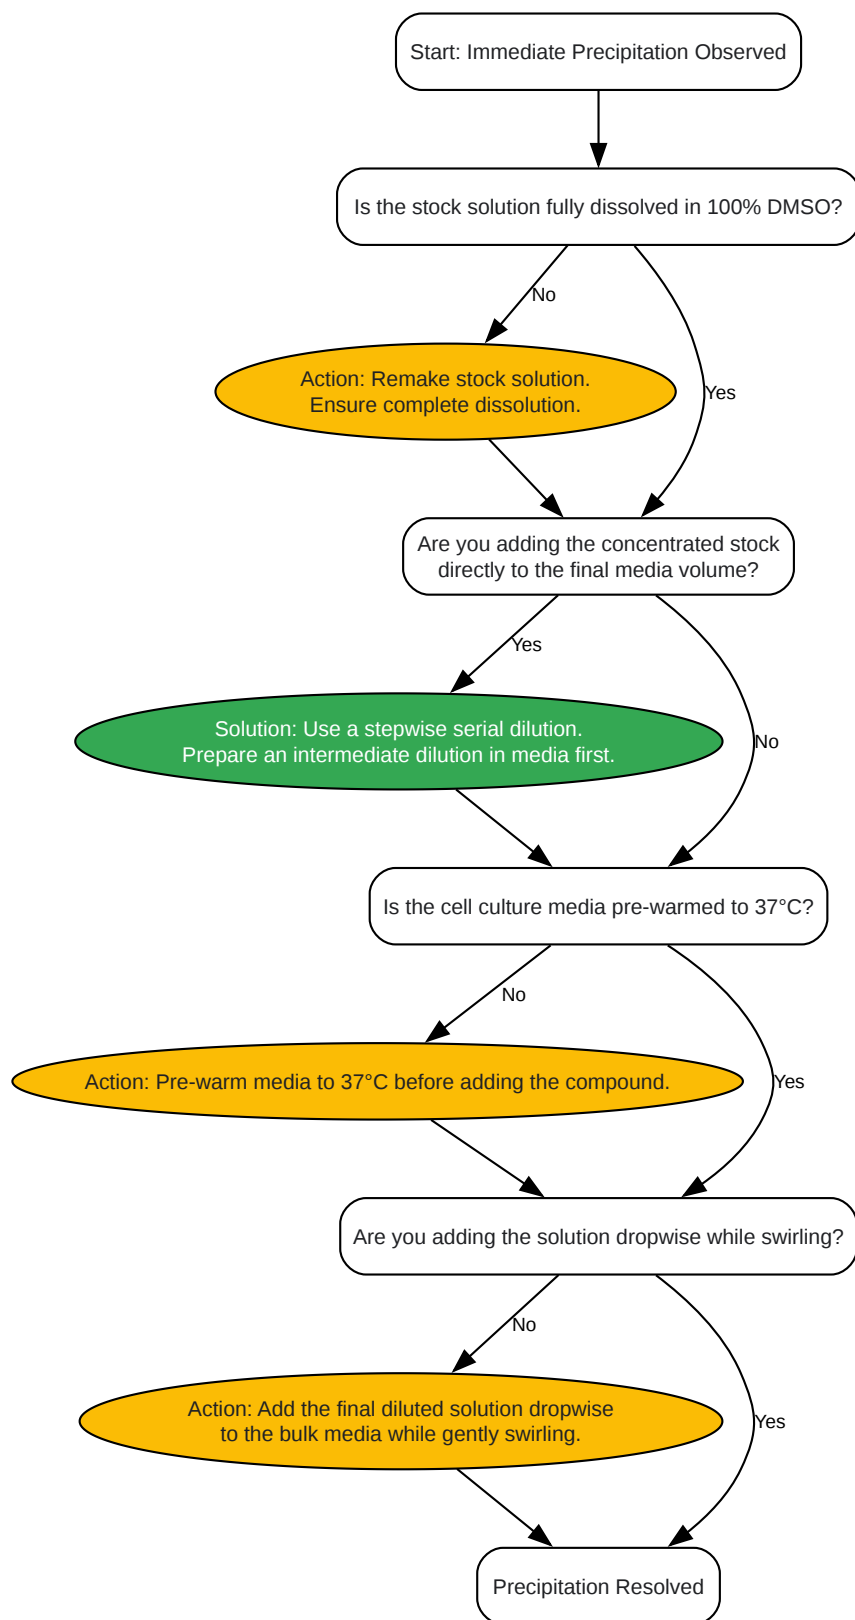 Start: Immediate Precipitation Observed
Is the stock solution fully dissolved in 100% DMSO?
No
Action: Remake stock solution.
Ensure complete dissolution.
Yes
Are you adding the concentrated stock
directly to the final media volume?
Yes
Solution: Use a stepwise serial dilution.
Prepare an intermediate dilution in media first.
No
Is the cell culture media pre-warmed to 37°C?
No
Action: Pre-warm media to 37°C before adding the compound.
Yes
Are you adding the solution dropwise while swirling?
No
Action: Add the final diluted solution dropwise
to the bulk media while gently swirling.
Yes
Precipitation Resolved